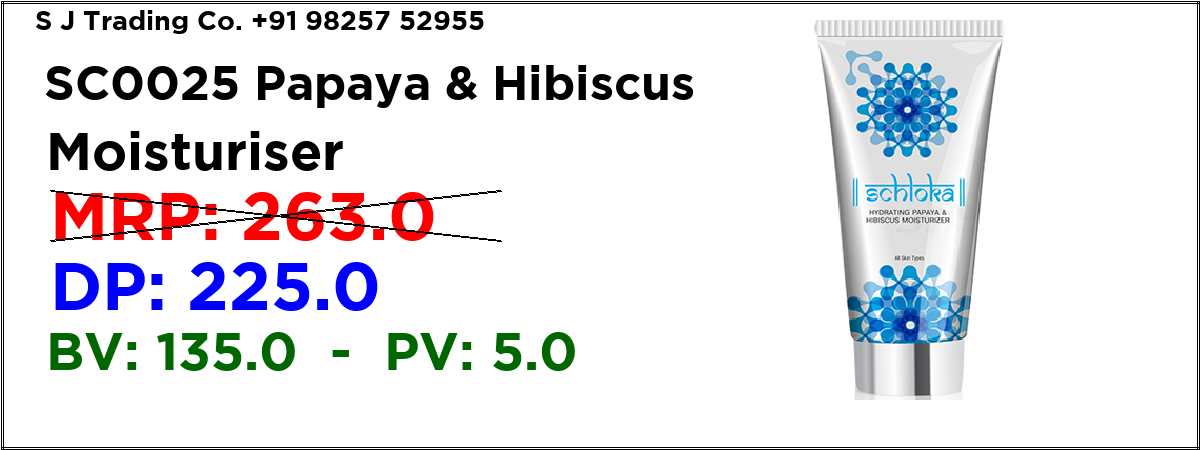 S J Trading Co. +91 98257 52955
SC0025 Papaya & Hibiscus
Moisturiser
MRP: 263.0
DP: 225.0
BV: 135.0 - PV: 5.0
schloka
HYDRATING PAPAYA &
HIBISCUS MOISTURIZER
All Skin Types